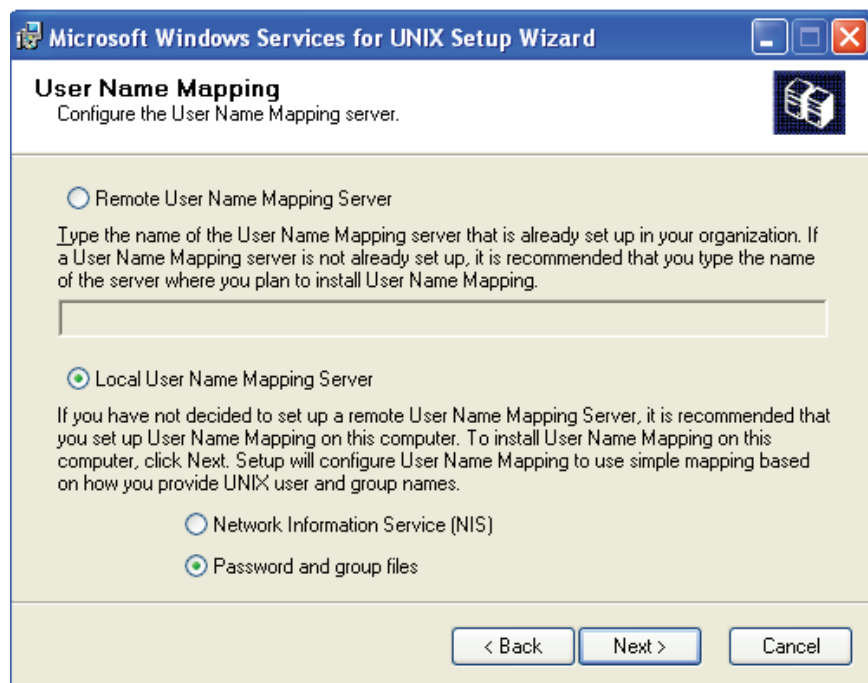 Microsoft Windows Services for UNIX Setup Wizard
User Name Mapping
Configure the User Name Mapping server.
Remote User Name Mapping Server
Type the name of the User Name Mapping server that is already set up in your organization. If
a User Name Mapping server is not already set up, it is recommended that you type the name
of the server where you plan to install User Name Mapping.
Local User Name Mapping Server
If you have not decided to set up a remote User Name Mapping Server, it is recommended that
you set up User Name Mapping on this computer. To install User Name Mapping on this
computer, click Next. Setup will configure User Name Mapping to use simple mapping based
on how you provide UNIX user and group names.
Network Information Service (NIS)
Password and group files
< Back Next > Cancel